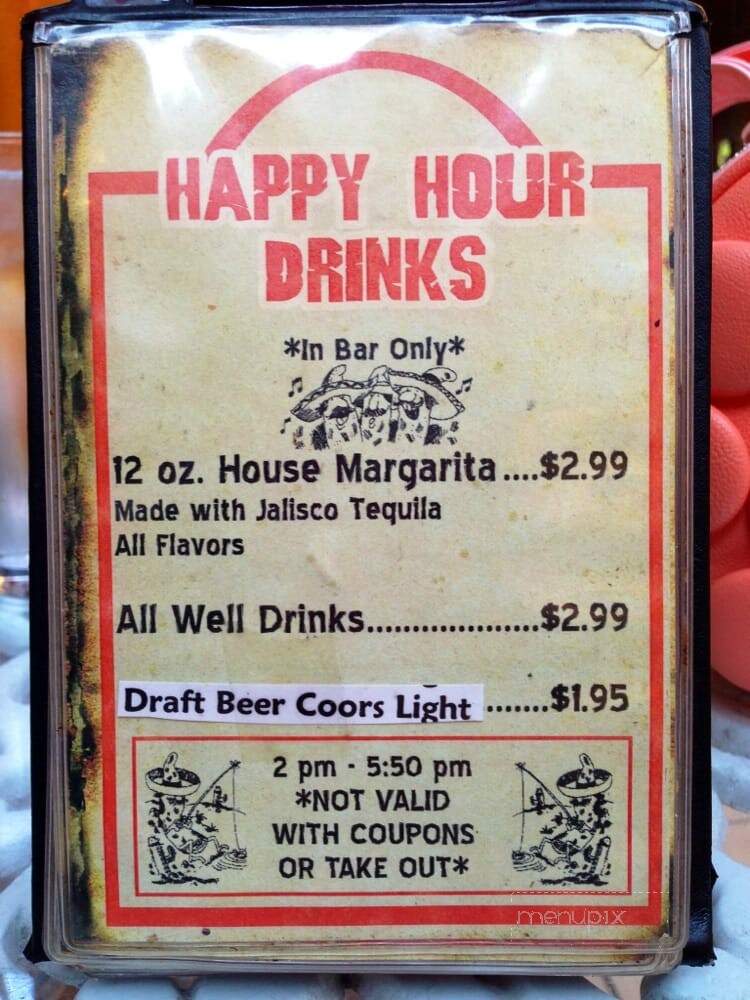 HAPPY HOUR
DRINKS
*In Bar Only*
12 oz. House Margarita....$2.99
Made with Jalisco Tequila
All Flavors
All Well Drinks...................$2.99
Draft Beer Coors Light .......$1.95
2 pm - 5:50 pm
*NOT VALID
WITH COUPONS
OR TAKE OUT*
menupix